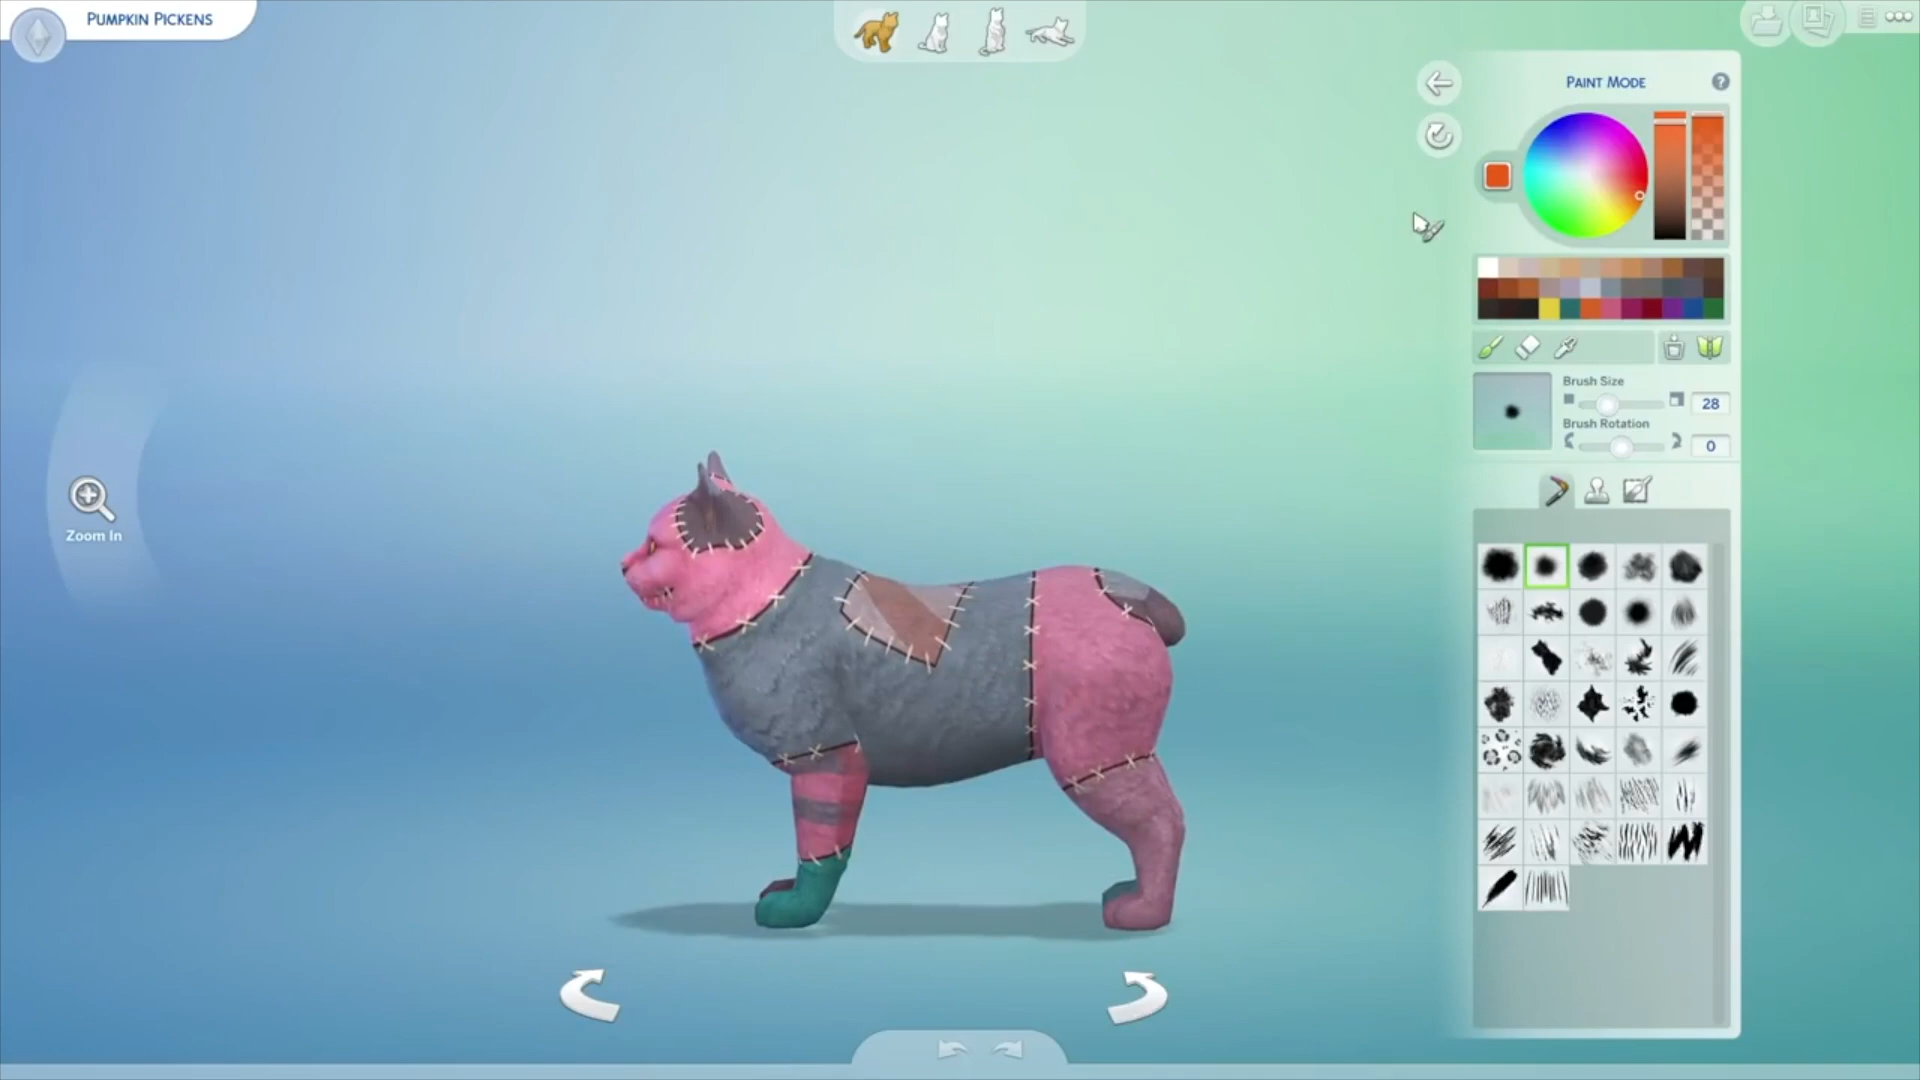 PUMPKIN PICKENS
PAINT MODE
?
Brush Size
28
Brush Rotation
0
Zoom In